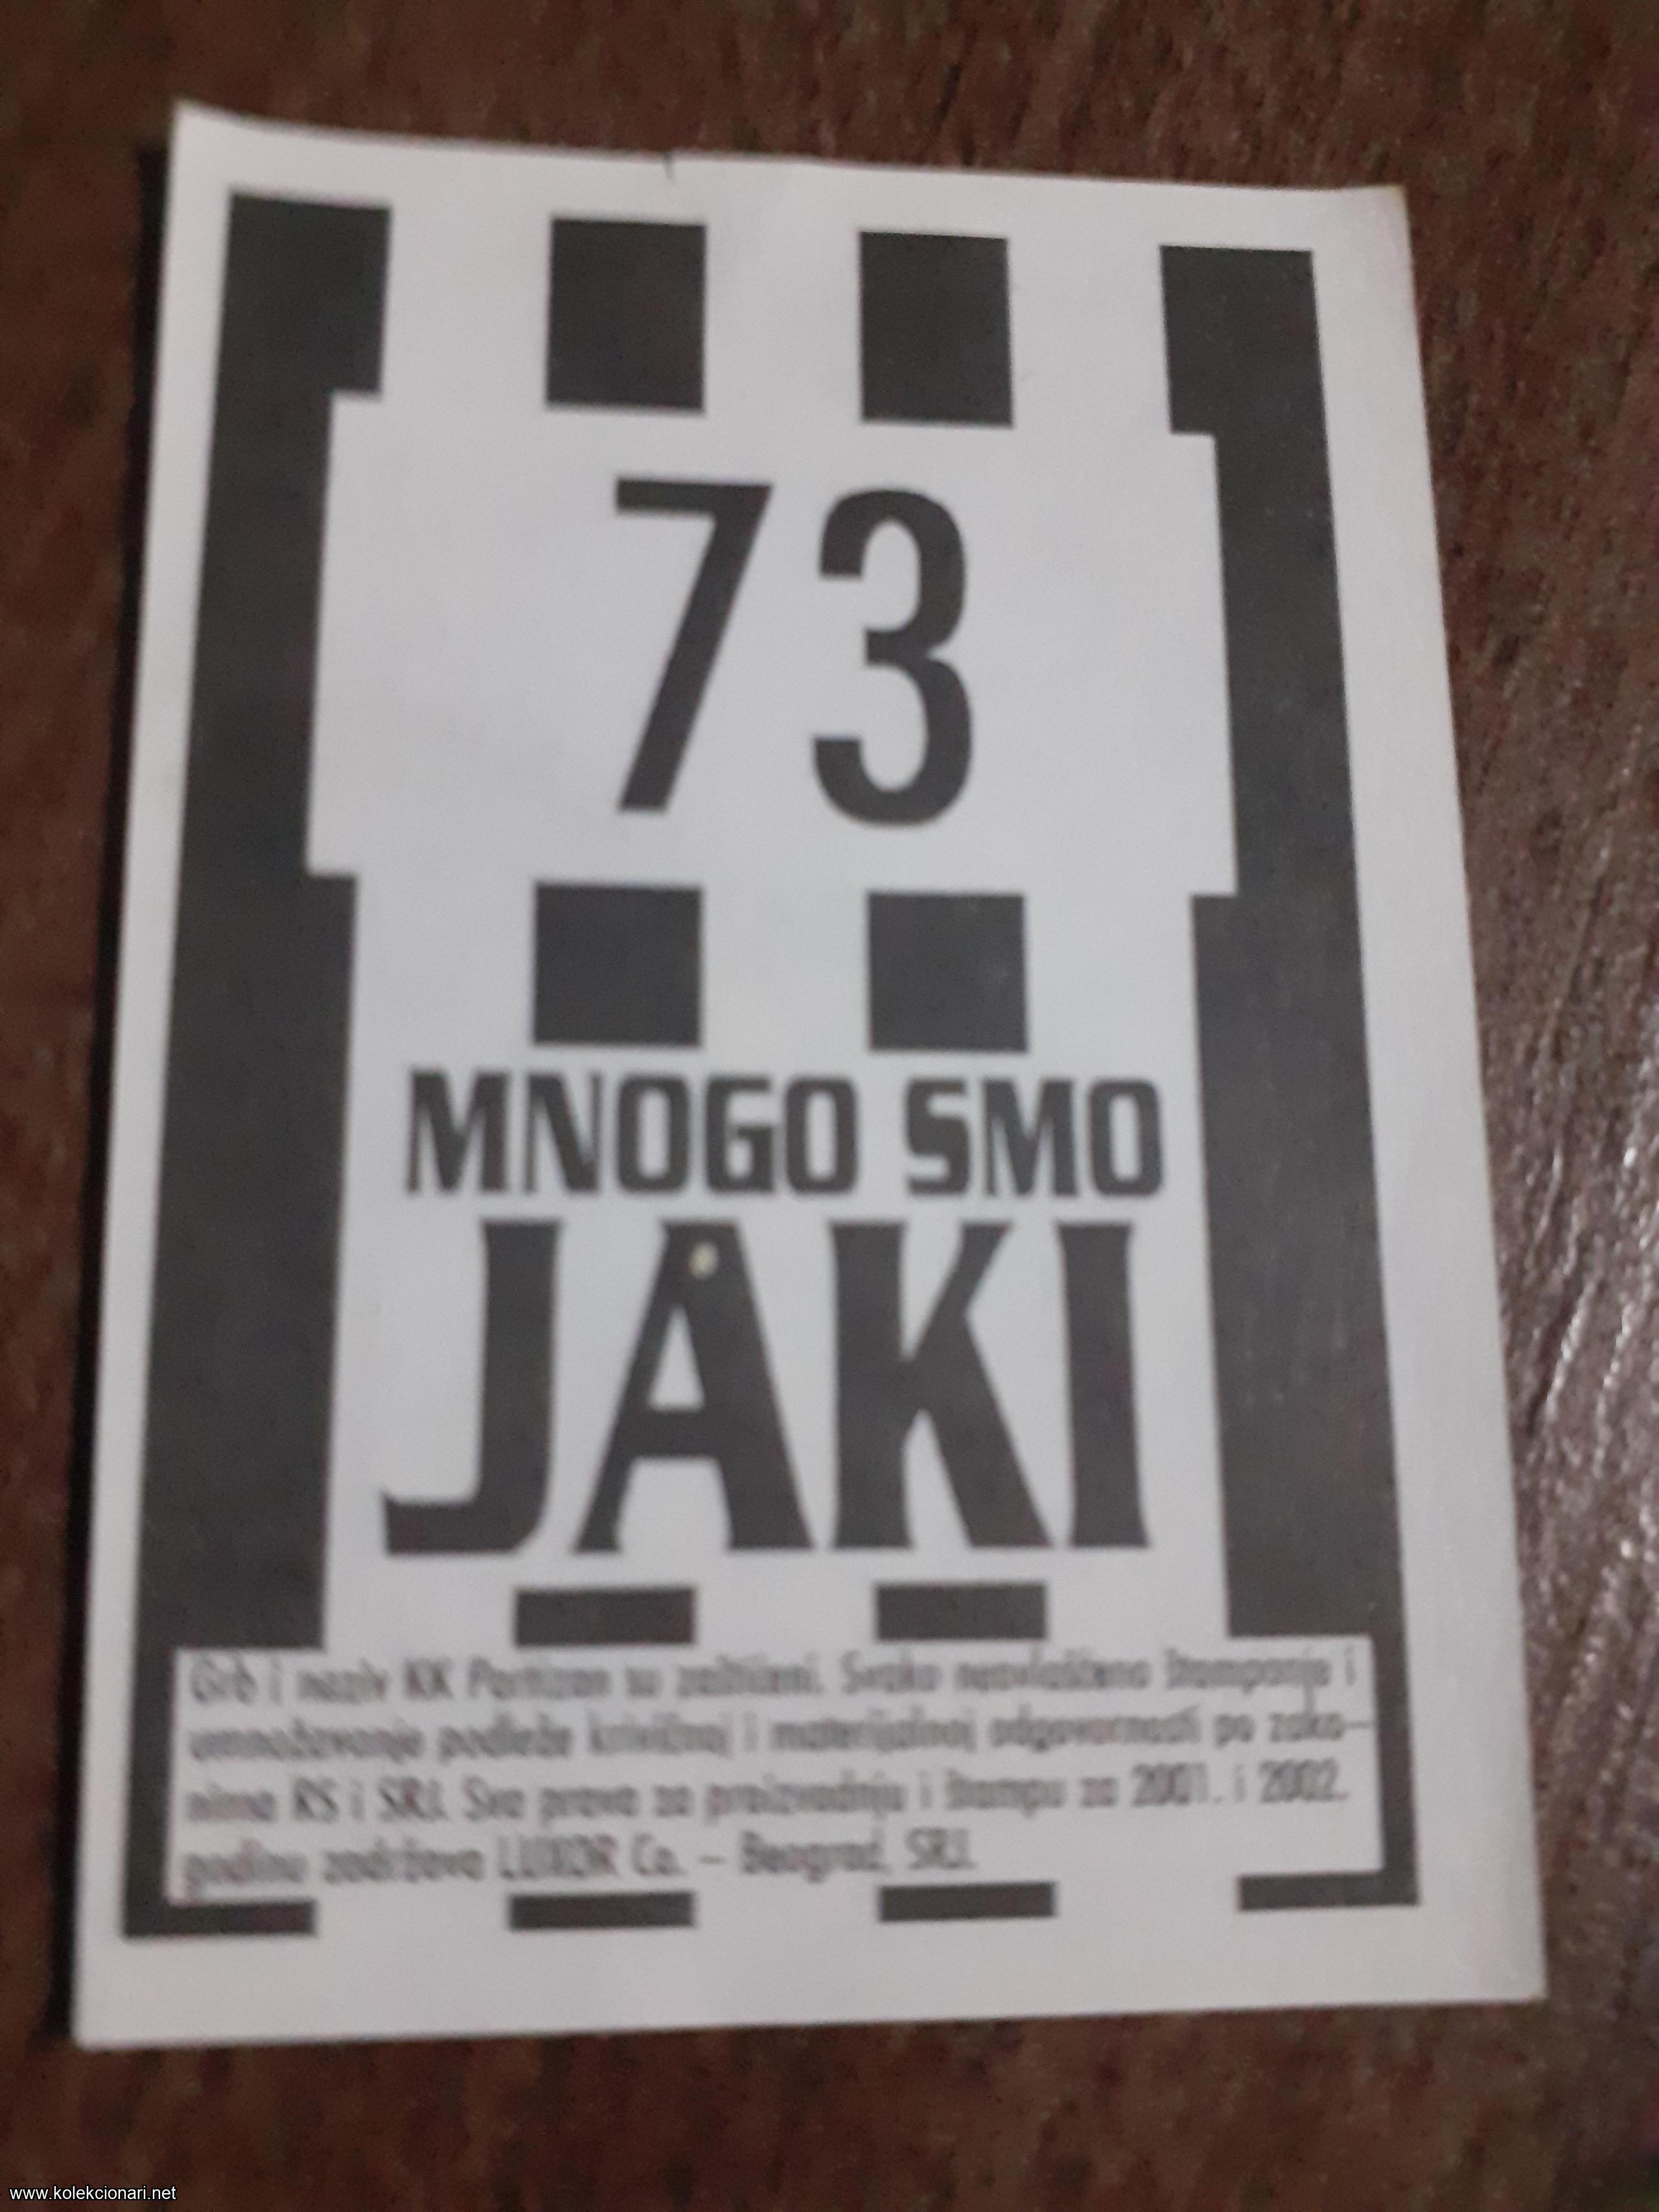 73
MNOGO SMO
JAKI
Grb i naziv KK Partizan su zaštićeni. Svako neovlašćeno štampanje i
umnožavanje podleže krivičnoj i materijalnoj odgovornosti po zako-
nima RS i SRJ. Sva prava za proizvodnju i štampu za 2001. i 2002.
godinu zadržava LUXOR Co. – Beograd, SRJ.
www.kolekcionari.net